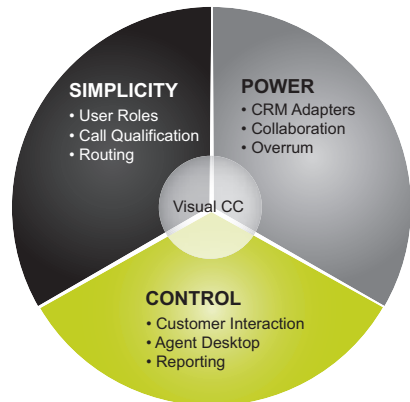 SIMPLICITY
• User Roles
• Call Qualification
• Routing
POWER
• CRM Adapters
• Collaboration
• Overrum
Visual CC
CONTROL
• Customer Interaction
• Agent Desktop
• Reporting